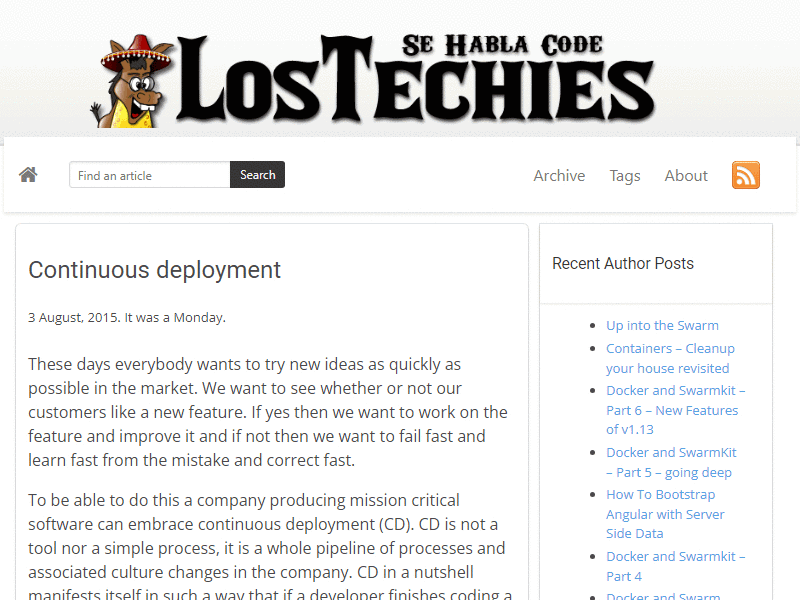 Se Habla Code
LosTechies
Find an article
Search
Archive
Tags
About
Continuous deployment
3 August, 2015. It was a Monday.
These days everybody wants to try new ideas as quickly as
possible in the market. We want to see whether or not our
customers like a new feature. If yes then we want to work on the
feature and improve it and if not then we want to fail fast and
learn fast from the mistake and correct fast.
To be able to do this a company producing mission critical
software can embrace continuous deployment (CD). CD is not a
tool nor a simple process, it is a whole pipeline of processes and
associated culture changes in the company. CD in a nutshell
manifests itself in such a way that if a developer finishes coding a
Recent Author Posts
Up into the Swarm
Containers – Cleanup
your house revisited
Docker and Swarmkit –
Part 6 – New Features
of v1.13
Docker and SwarmKit
– Part 5 – going deep
How To Bootstrap
Angular with Server
Side Data
Docker and Swarmkit –
Part 4
Docker and Swarm